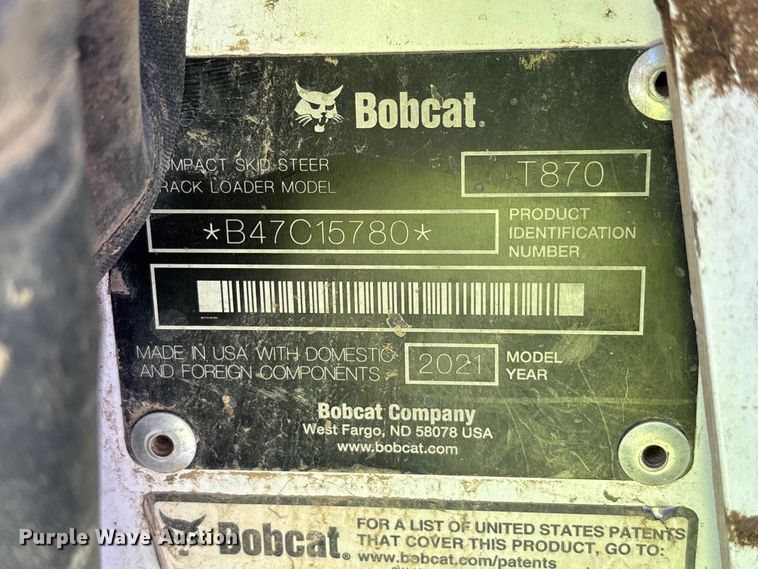 Bobcat.
MPACT SKID STEER
RACK LOADER MODEL
T870
*B47C15780*
PRODUCT
IDENTIFICATION
NUMBER
MADE IN USA WITH DOMESTIC
AND FOREIGN COMPONENTS
2021
MODEL
YEAR
Bobcat Company
West Fargo, ND 58078 USA
www.bobcat.com
Bobcat.
FOR A LIST OF UNITED STATES PATENTS
THAT COVER THIS PRODUCT, GO TO:
www.bobcat.com/patents
Purple Wave Auction